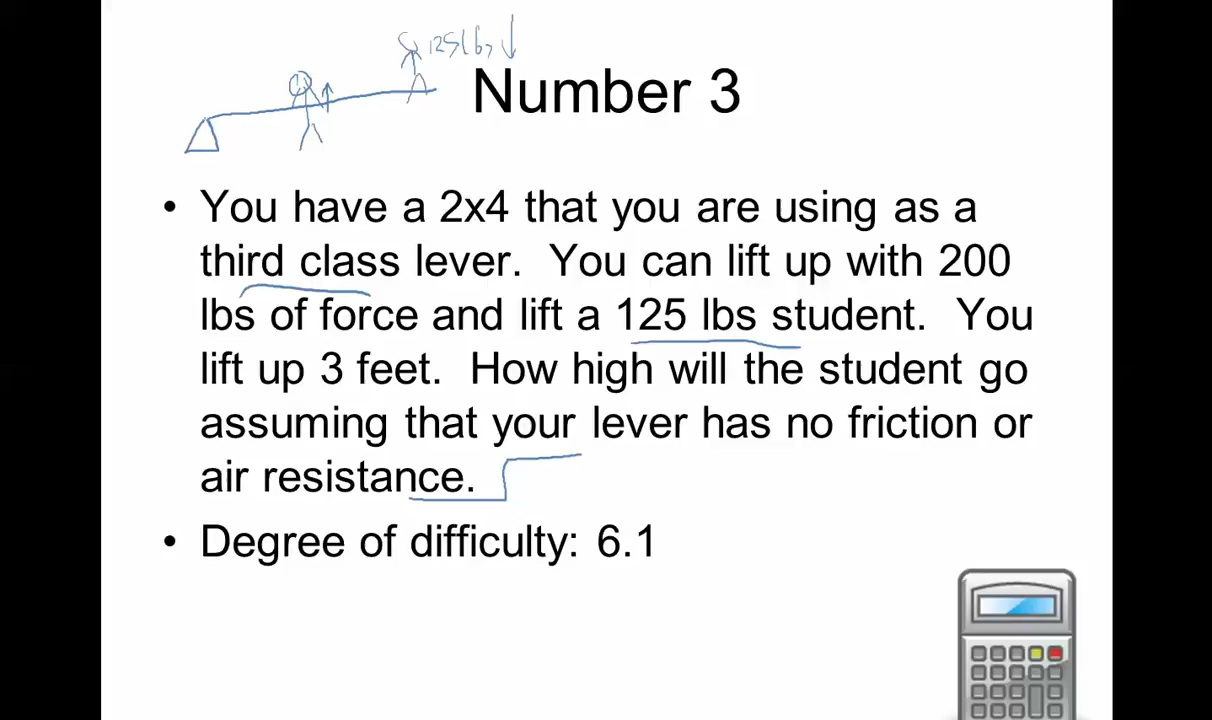 125 lbs
Number 3
• You have a 2x4 that you are using as a
third class lever. You can lift up with 200
lbs of force and lift a 125 lbs student. You
lift up 3 feet. How high will the student go
assuming that your lever has no friction or
air resistance.
• Degree of difficulty: 6.1